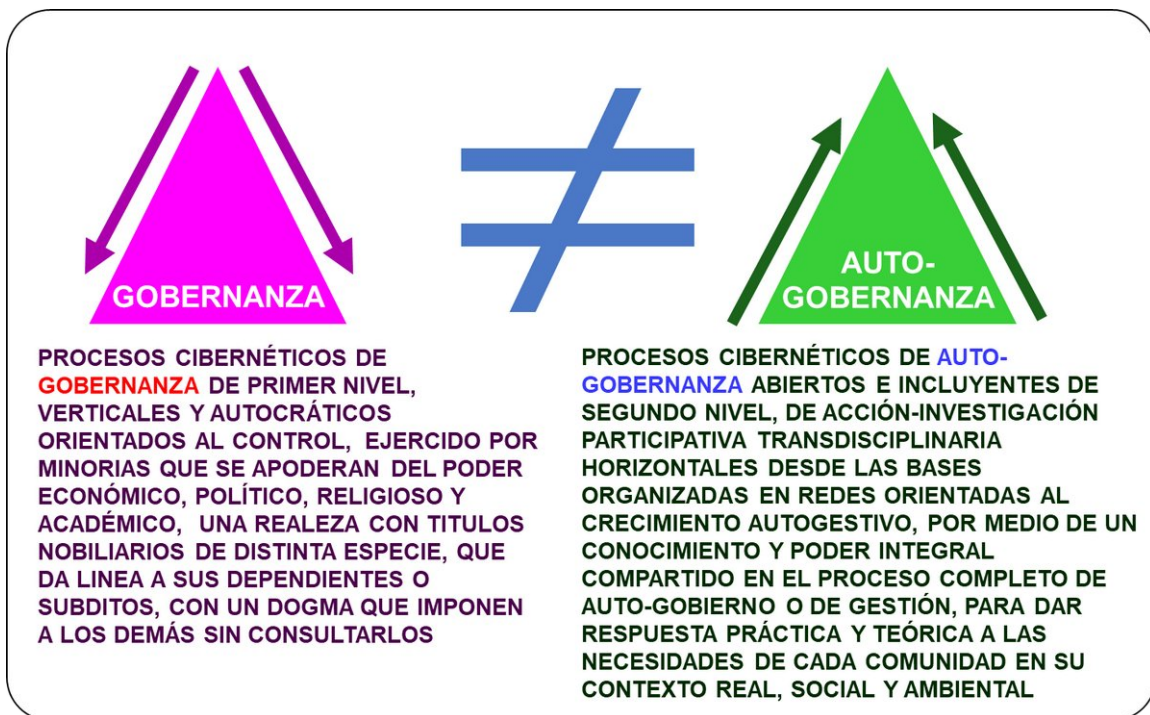 GOBERNANZA
AUTO-
GOBERNANZA
PROCESOS CIBERNÉTICOS DE
GOBERNANZA DE PRIMER NIVEL,
VERTICALES Y AUTOCRÁTICOS
ORIENTADOS AL CONTROL, EJERCIDO POR
MINORIAS QUE SE APODERAN DEL PODER
ECONÓMICO, POLÍTICO, RELIGIOSO Y
ACADÉMICO, UNA REALEZA CON TITULOS
NOBILIARIOS DE DISTINTA ESPECIE, QUE
DA LINEA A SUS DEPENDIENTES O
SUBDITOS, CON UN DOGMA QUE IMPONEN
A LOS DEMÁS SIN CONSULTARLOS
PROCESOS CIBERNÉTICOS DE AUTO-
GOBERNANZA ABIERTOS E INCLUYENTES DE
SEGUNDO NIVEL, DE ACCIÓN-INVESTIGACIÓN
PARTICIPATIVA TRANSDISCIPLINARIA
HORIZONTALES DESDE LAS BASES
ORGANIZADAS EN REDES ORIENTADAS AL
CRECIMIENTO AUTOGESTIVO, POR MEDIO DE UN
CONOCIMIENTO Y PODER INTEGRAL
COMPARTIDO EN EL PROCESO COMPLETO DE
AUTO-GOBIERNO O DE GESTIÓN, PARA DAR
RESPUESTA PRÁCTICA Y TEÓRICA A LAS
NECESIDADES DE CADA COMUNIDAD EN SU
CONTEXTO REAL, SOCIAL Y AMBIENTAL